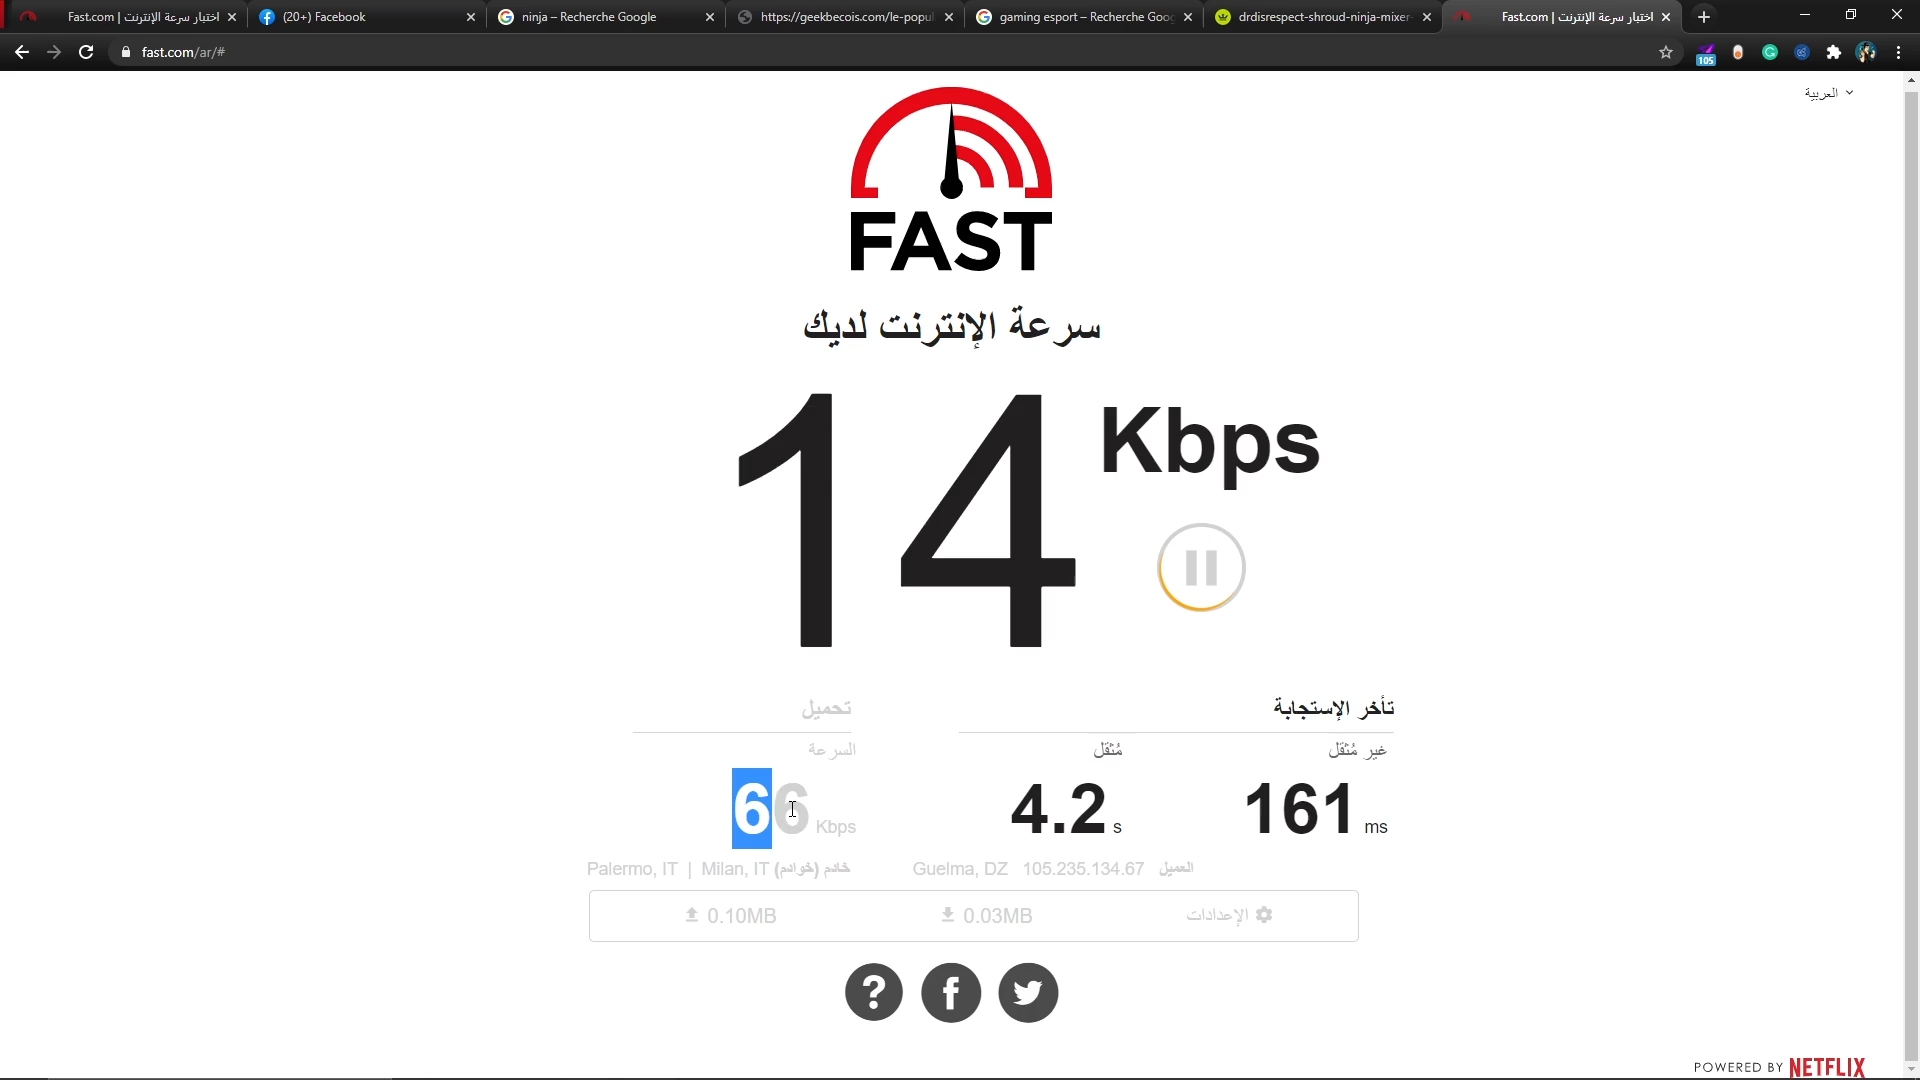 Fast.com | اختبار سرعة الإنترنت
(20+) Facebook
ninja – Recherche Google
https://geekbecois.com/le-popul
gaming esport – Recherche Goog
drdisrespect-shroud-ninja-mixer-
Fast.com | اختبار سرعة الإنترنت
fast.com/ar/#
105
العربية
FAST
سرعة الإنترنت لديك
14 Kbps
تأخر الإستجابة
تحميل
غير مُثقل
مُثقل
السرعة
161 ms
4.2 s
66 Kbps
العميل Guelma, DZ 105.235.134.67
خادم (خوادم) Palermo, IT | Milan, IT
الإعدادات
0.03MB
0.10MB
POWERED BY NETFLIX